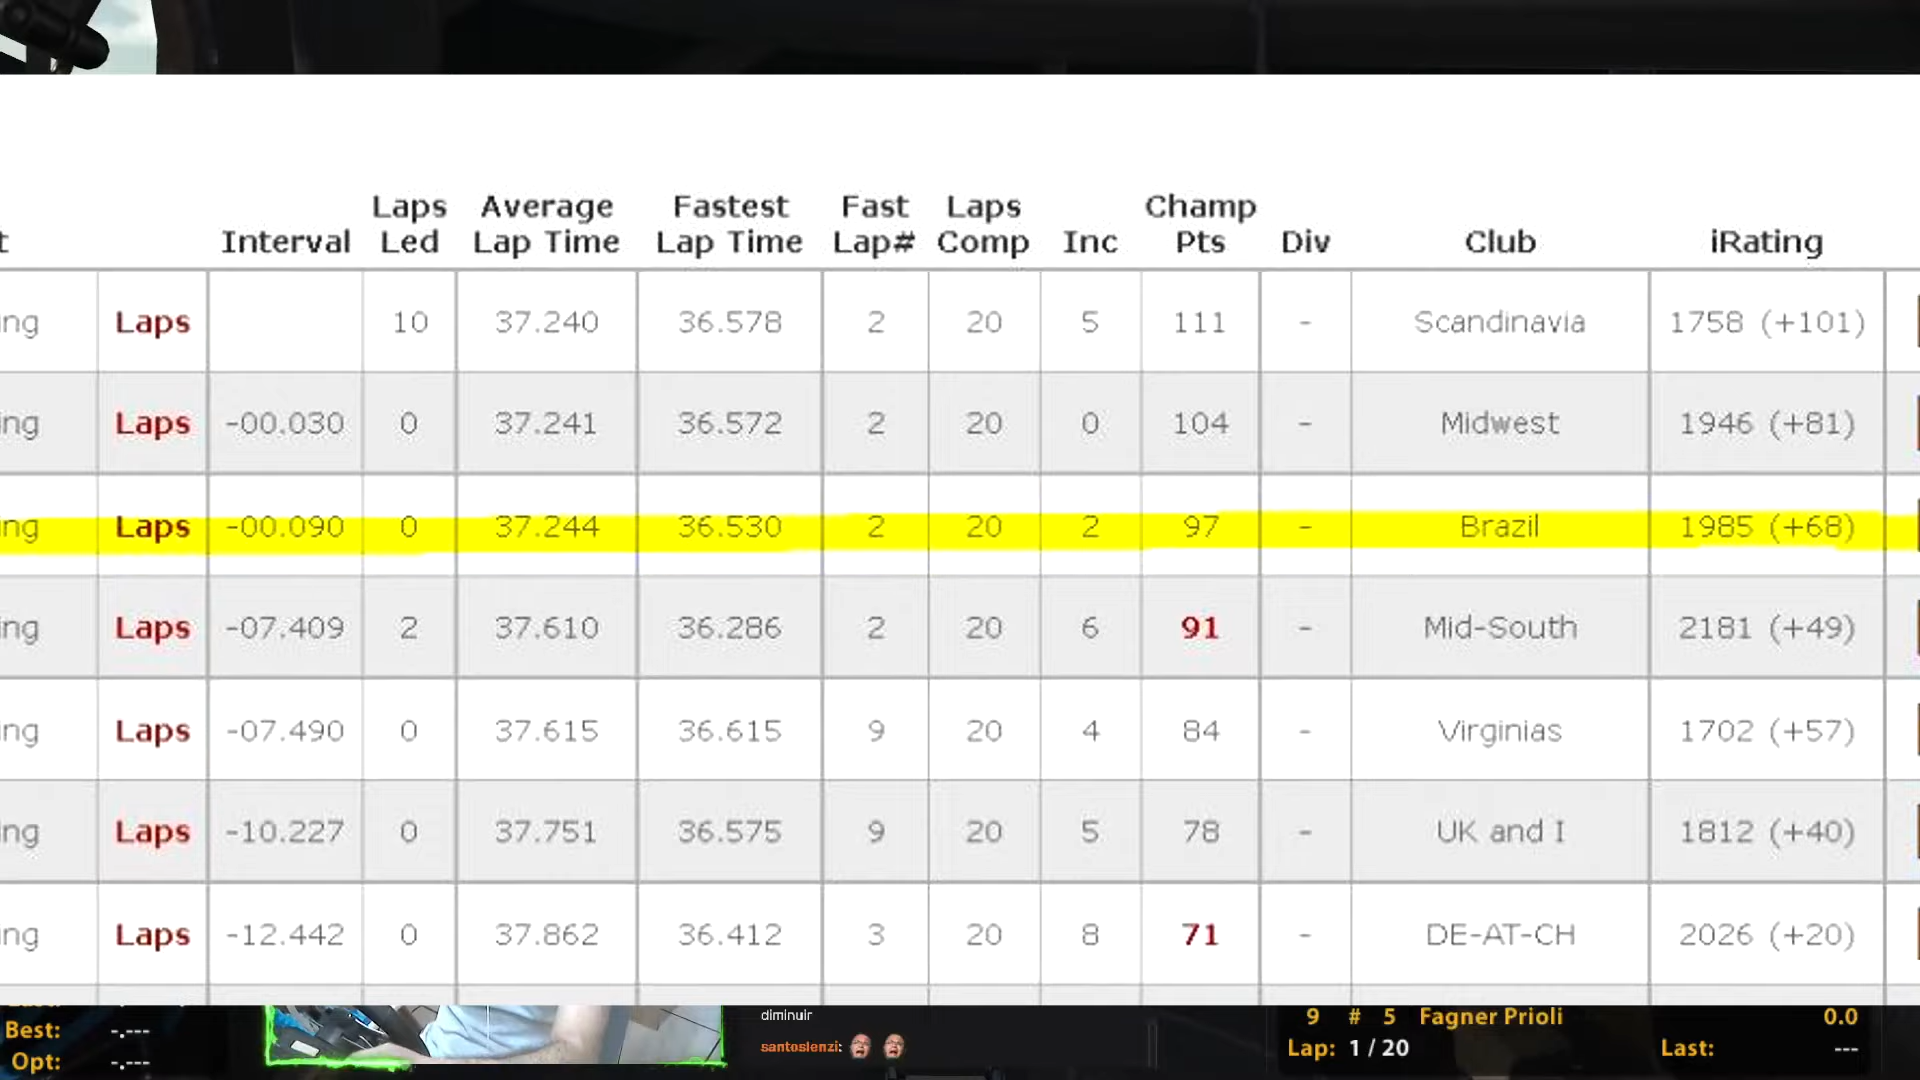 t Interval Laps Led Average Lap Time Fastest Lap Time Fast Lap# Laps Comp Inc Champ Pts Div Club iRating
ing Laps 10 37.240 36.578 2 20 5 111 - Scandinavia 1758 (+101)
ing Laps -00.030 0 37.241 36.572 2 20 0 104 - Midwest 1946 (+81)
ing Laps -00.090 0 37.244 36.530 2 20 2 97 - Brazil 1985 (+68)
ing Laps -07.409 2 37.610 36.286 2 20 6 91 - Mid-South 2181 (+49)
ing Laps -07.490 0 37.615 36.615 9 20 4 84 - Virginias 1702 (+57)
ing Laps -10.227 0 37.751 36.575 9 20 5 78 - UK and I 1812 (+40)
ing Laps -12.442 0 37.862 36.412 3 20 8 71 - DE-AT-CH 2026 (+20)
Best: -.---
Opt: -.---
diminuir
santoslenzi:
9 # 5 Fagner Prioli 0.0
Lap: 1 / 20 Last: ---